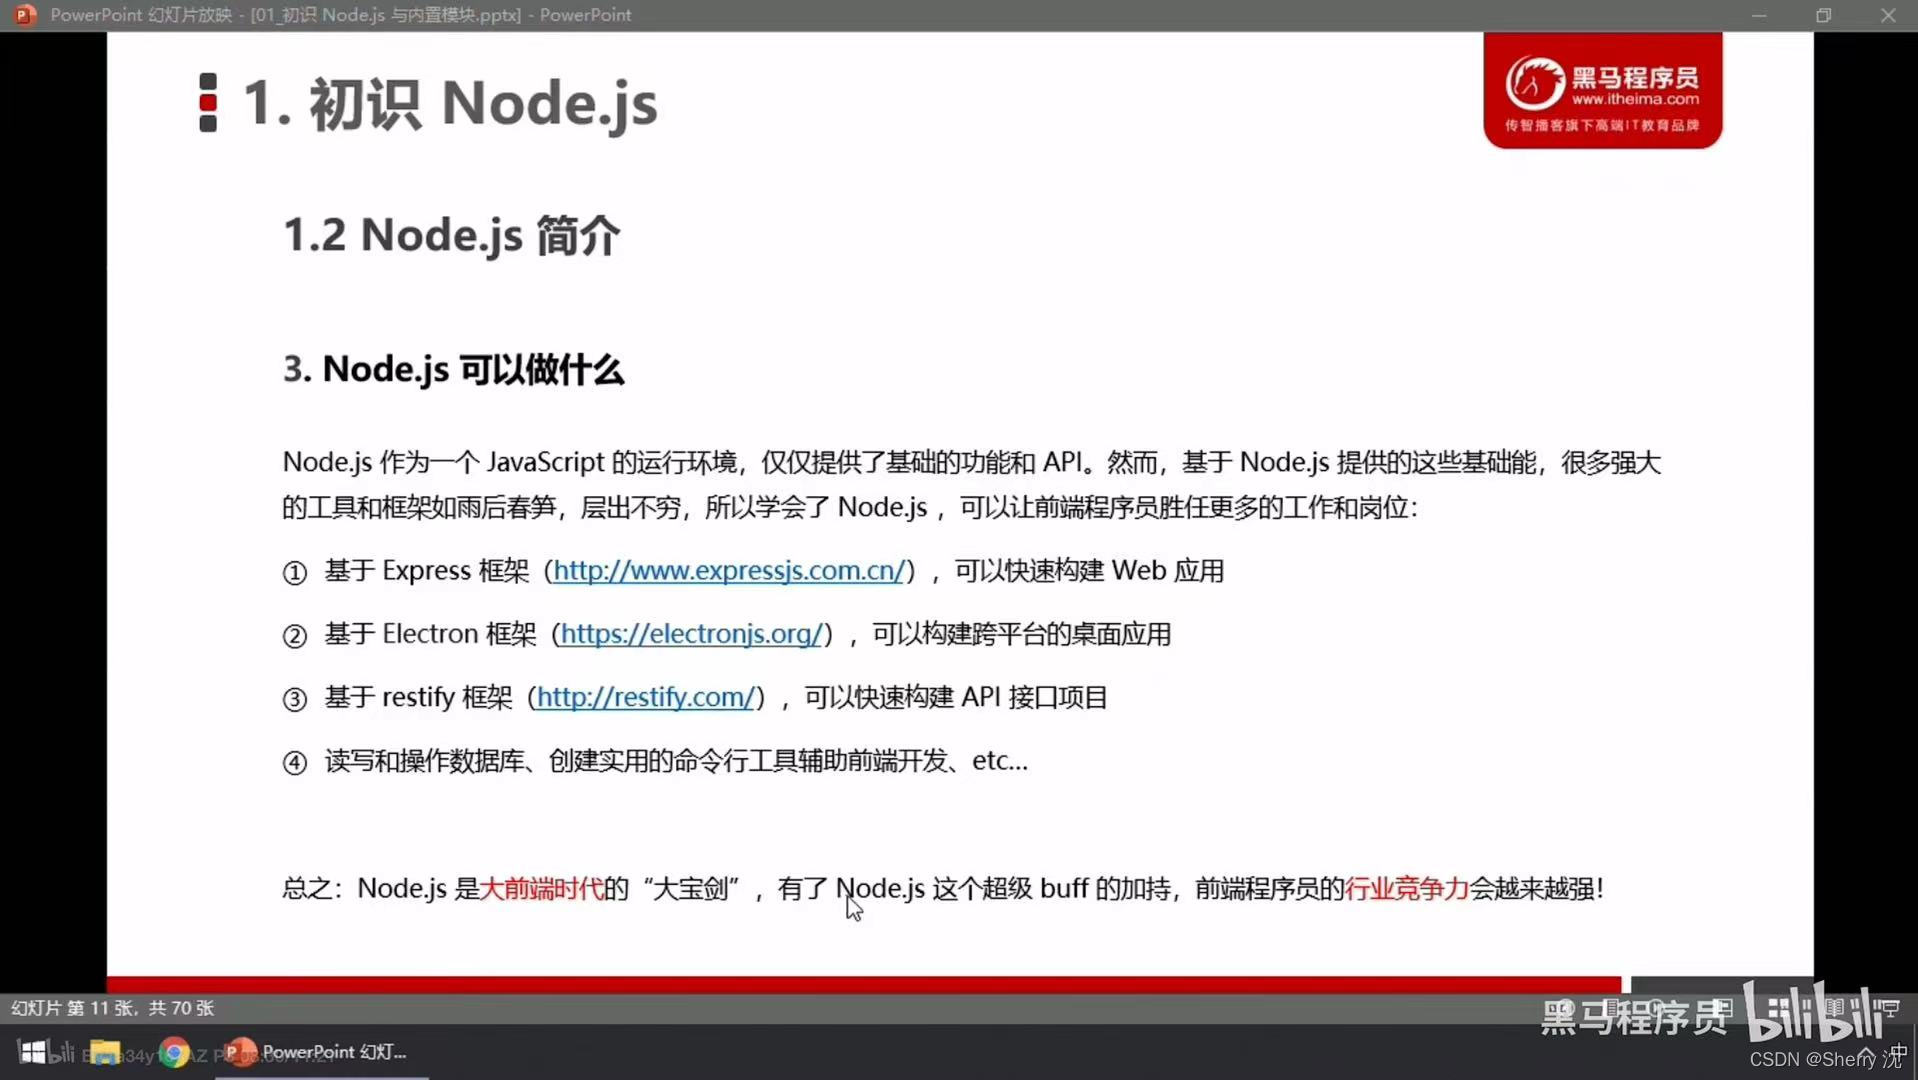 PowerPoint 幻灯片放映 - [01_初识 Node.js 与内置模块.pptx] - PowerPoint
1. 初识 Node.js
黑马程序员
www.itheima.com
传智播客旗下高端IT教育品牌
1.2 Node.js 简介
3. Node.js 可以做什么
Node.js 作为一个 JavaScript 的运行环境，仅仅提供了基础的功能和 API。然而，基于 Node.js 提供的这些基础能，很多强大
的工具和框架如雨后春笋，层出不穷，所以学会了 Node.js ，可以让前端程序员胜任更多的工作和岗位：
① 基于 Express 框架（http://www.expressjs.com.cn/），可以快速构建 Web 应用
② 基于 Electron 框架（https://electronjs.org/），可以构建跨平台的桌面应用
③ 基于 restify 框架（http://restify.com/），可以快速构建 API 接口项目
④ 读写和操作数据库、创建实用的命令行工具辅助前端开发、etc…
总之：Node.js 是大前端时代的“大宝剑”，有了 Node.js 这个超级 buff 的加持，前端程序员的行业竞争力会越来越强！
幻灯片 第 11 张，共 70 张
黑马程序员 bilibili
PowerPoint 幻灯...
中
CSDN @Sherry 沈